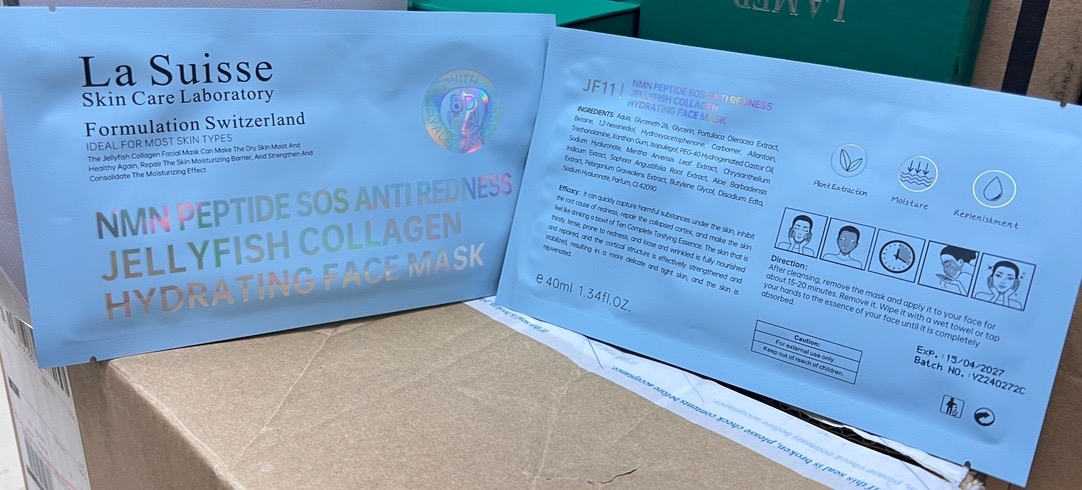 La Suisse
Skin Care Laboratory
Formulation Switzerland
IDEAL FOR MOST SKIN TYPES
The Jellyfish Collagen Facial Mask Can Make The Dry Skin Moist And
Healthy Again, Repair The Skin Moisturizing Barrier, And Strengthen And
Consolidate The Moisturizing Effect
NMN PEPTIDE SOS ANTI REDNESS
JELLYFISH COLLAGEN
HYDRATING FACE MASK
LA MER
JF11 |
NMN PEPTIDE SOS ANTI REDNESS
JELLYFISH COLLAGEN
HYDRATING FACE MASK
INGREDIENTS: Aqua, Glycereth-26, Glycerin, Portulaca Oleracea Extract,
Betaine, 1,2-hexanediol, Hydroxyacetophenone, Carbomer, Allantoin,
Triethanolamine, Xanthan Gum, Isopulegol, PEG-40 Hydrogenated Castor Oil,
Sodium Hyaluronate, Mentha Arvensis Leaf Extract, Chrysanthellum
Indicum Extract, Sophora Angustifolia Root Extract, Aloe Barbadensis
Extract, Pelargonium Graveolens Extract, Butylene Glycol, Disodium Edta,
Sodium Hyaluronate, Parfum, CI 42090
Efficacy: it can quickly capture harmful substances under the skin, inhibit
the root cause of redness, repair the collapsed cortex, and make the skin
feel like drinking a bowl of Ten Complete Tonifying Essence. The skin that is
thirsty, tense, prone to redness, and loose and wrinkled is fully nourished
and repaired, and the cortical structure is effectively strengthened and
stabilized, resulting in a more delicate and tight skin, and the skin is
rejuvenated.
e 40ml 1.34fl.OZ.
Plant Extraction
Moisture
Replenishment
Direction:
After cleansing, remove the mask and apply it to your face for
about 15-20 minutes. Remove it. Wipe it with a wet towel or tap
your hands to the essence of your face until it is completely
absorbed.
Caution:
For external use only.
Keep out of reach of children.
Exp. :15/04/2027
Batch NO. :YZ240272C
If this seal is broken, please check contents before acceptance